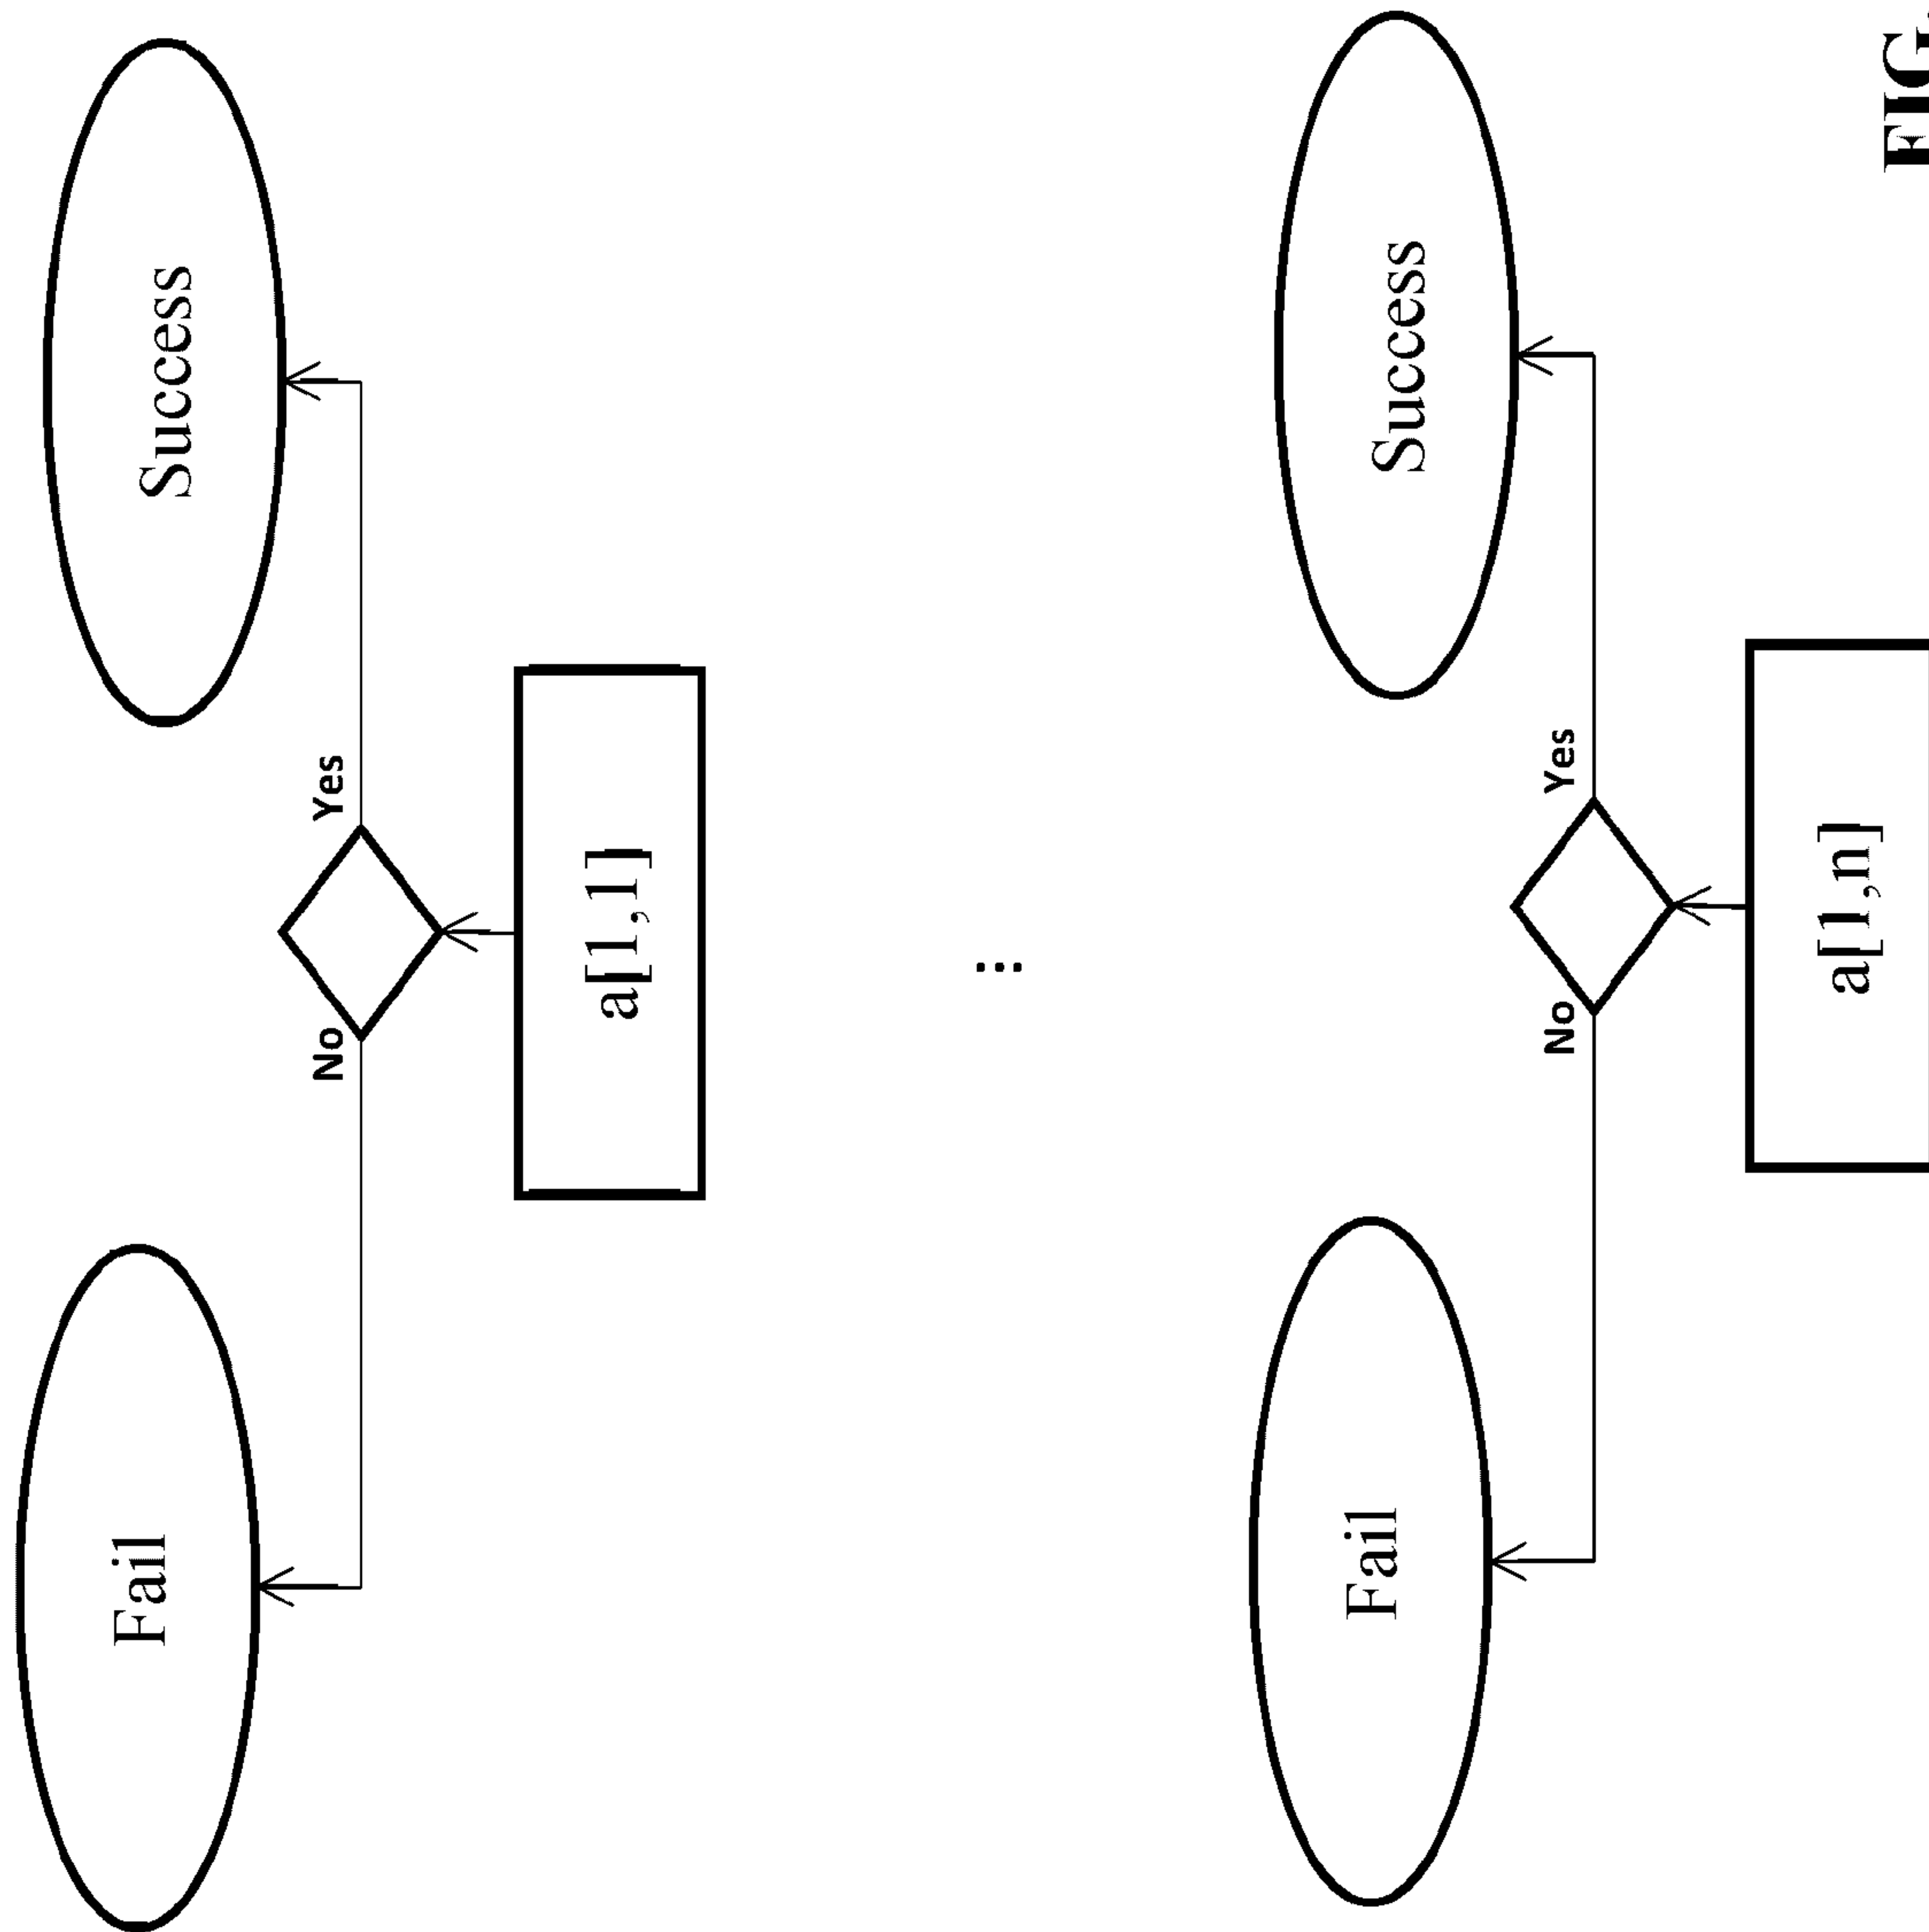 Fail
Success
No
Yes
a[1,1]
⋮
Fail
Success
No
Yes
a[1,n]
FIG.